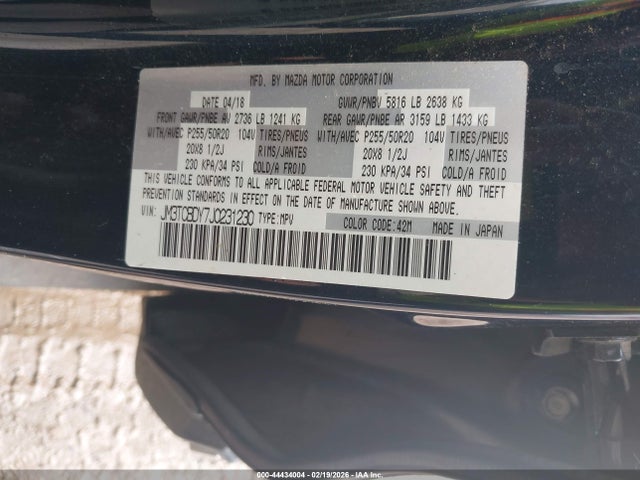 MFD. BY MAZDA MOTOR CORPORATION
DATE 04/18 GVWR/PNBV 5816 LB 2638 KG
FRONT GAWR/PNBE AV 2736 LB 1241 KG REAR GAWR/PNBE AR 3159 LB 1433 KG
WITH/AVEC P255/50R20 104V TIRES/PNEUS WITH/AVEC P255/50R20 104V TIRES/PNEUS
20X8 1/2J RIMS/JANTES 20X8 1/2J RIMS/JANTES
230 KPA/34 PSI COLD/A FROID 230 KPA/34 PSI COLD/A FROID
THIS VEHICLE CONFORMS TO ALL APPLICABLE FEDERAL MOTOR VEHICLE SAFETY AND THEFT
PREVENTION STANDARDS IN EFFECT ON THE DATE OF MANUFACTURE SHOWN ABOVE.
VIN: JM3TCBDY7J0231230 TYPE:MPV COLOR CODE:42M MADE IN JAPAN
000-44434004 | 02/19/2026 - IAA Inc.